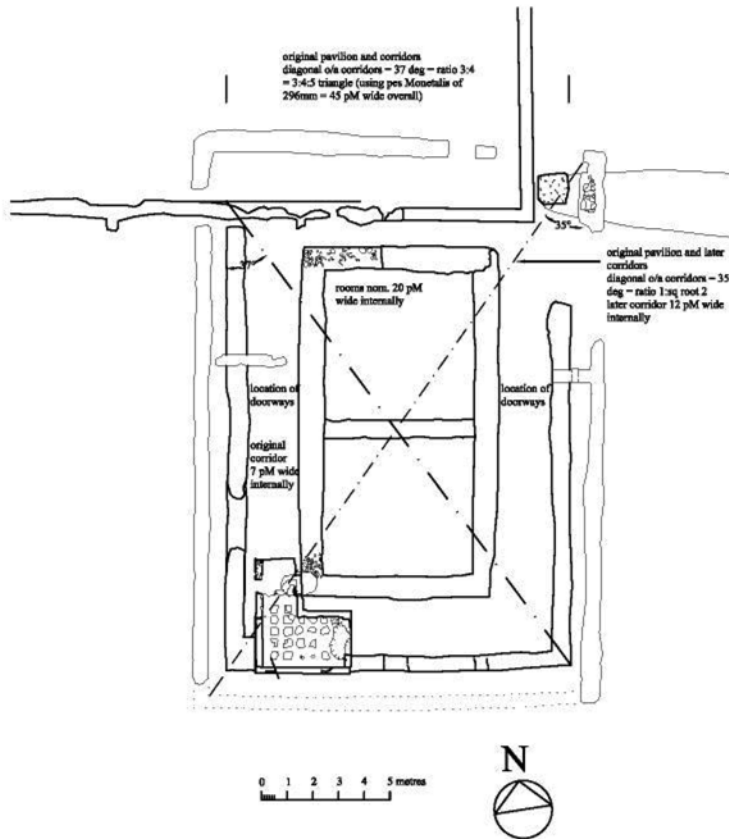 original pavilion and corridors
diagonal o/a corridors = 37 deg = ratio 3:4
= 3:4:5 triangle (using pes Monetalis of
296mm = 45 pM wide overall)
35°
original pavilion and later
corridors
diagonal o/a corridors = 35
deg = ratio 1:sq root 2
later corridor 12 pM wide
internally
37°
rooms nom. 20 pM
wide internally
location of
doorways
location of
doorways
original
corridor
7 pM wide
internally
0 1 2 3 4 5 metres
N